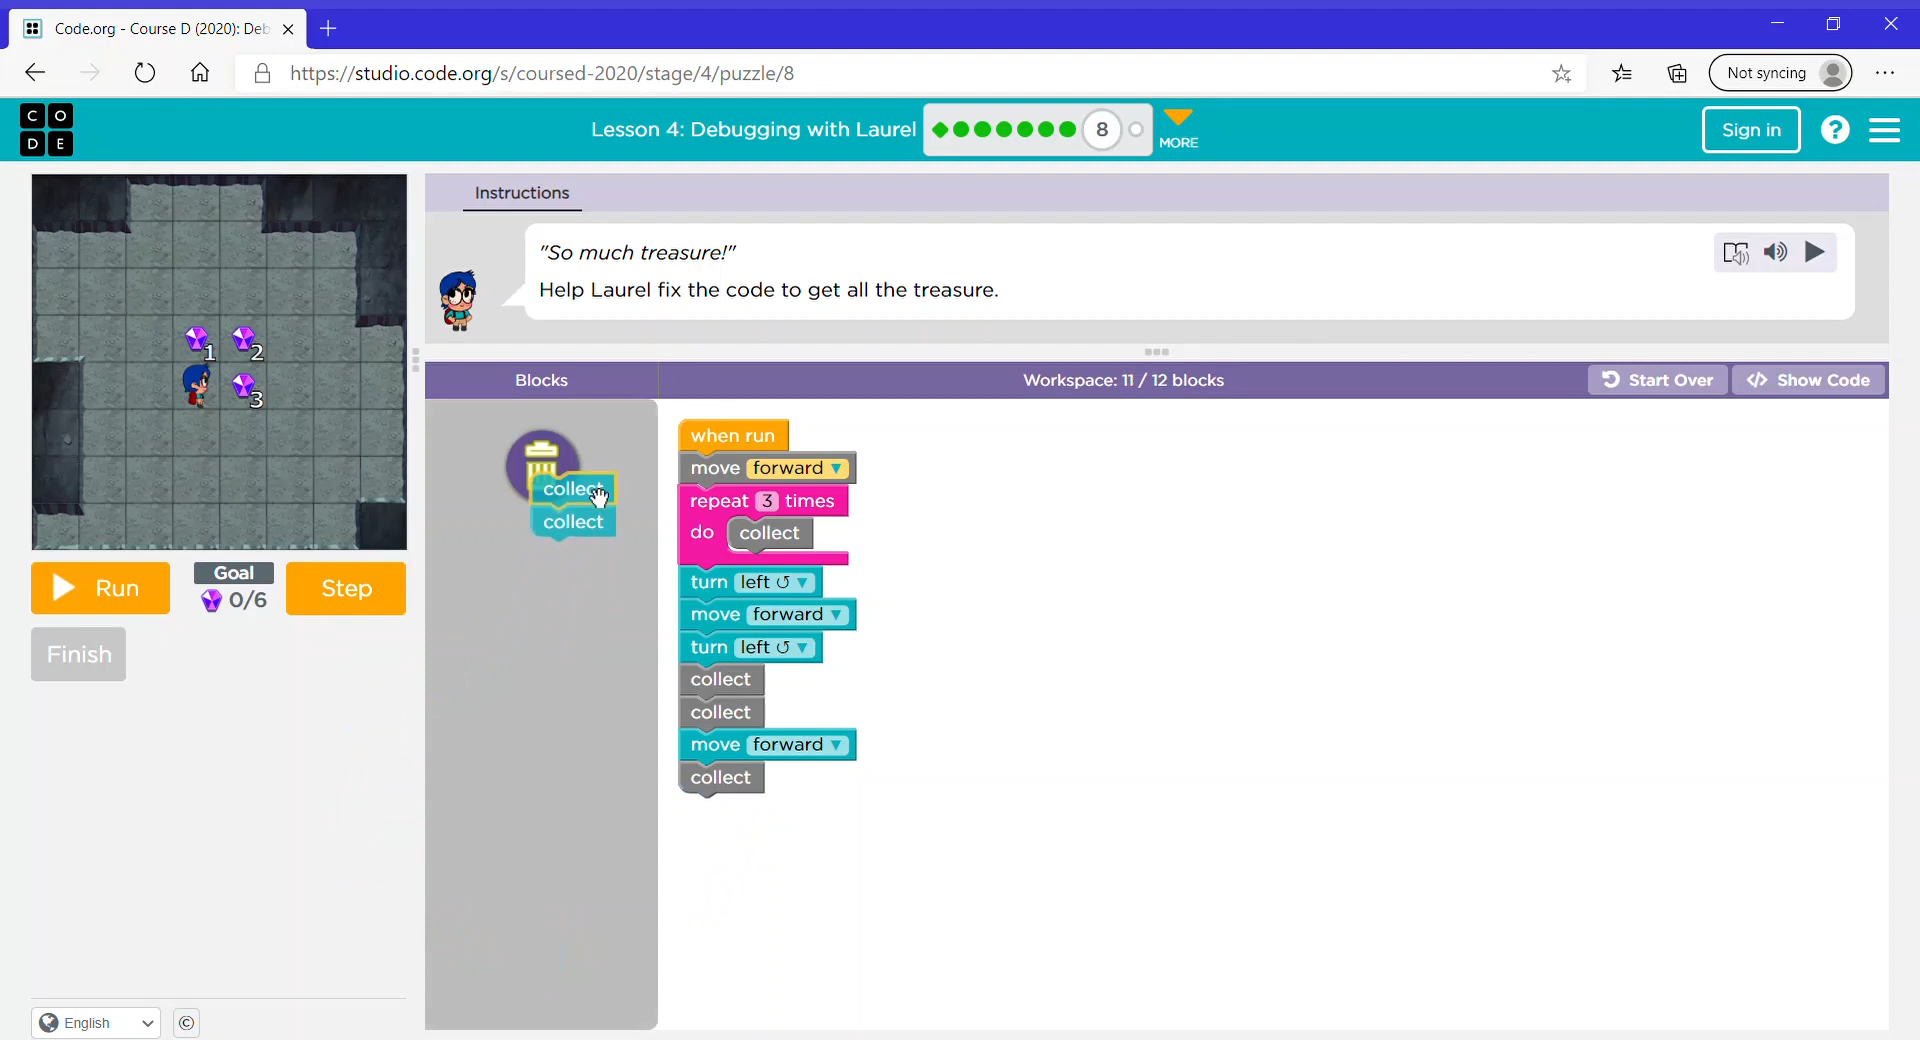 Code.org - Course D (2020): Deb
https://studio.code.org/s/coursed-2020/stage/4/puzzle/8
Not syncing
C O
D E
Lesson 4: Debugging with Laurel
8
MORE
Sign in
?
Instructions
"So much treasure!"
Help Laurel fix the code to get all the treasure.
1
2
3
Blocks
Workspace: 11 / 12 blocks
Start Over
Show Code
collect
collect
when run
move forward
repeat 3 times
do collect
turn left
move forward
turn left
collect
collect
move forward
collect
Run
Goal
0/6
Step
Finish
English
©